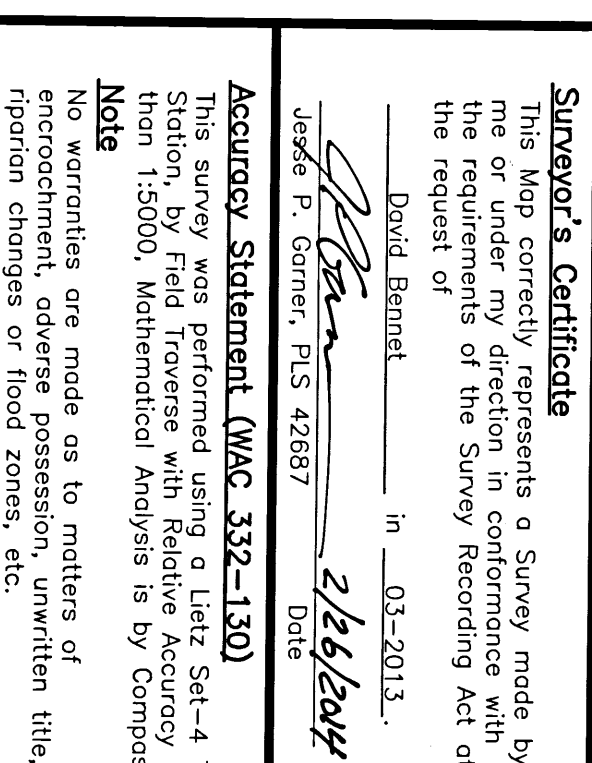 Surveyor's Certificate
This Map correctly represents a Survey made by
me or under my direction in conformance with
the requirements of the Survey Recording Act at
the request of
David Bennet in 03-2013.
2/26/2014
Jesse P. Garner, PLS 42687 Date
Accuracy Statement (WAC 332-130)
This survey was performed using a Lietz Set-4
Station, by Field Traverse with Relative Accuracy
than 1:5000, Mathematical Analysis is by Compas
Note
No warranties are made as to matters of
encroachment, adverse possession, unwritten title,
riparian changes or flood zones, etc.